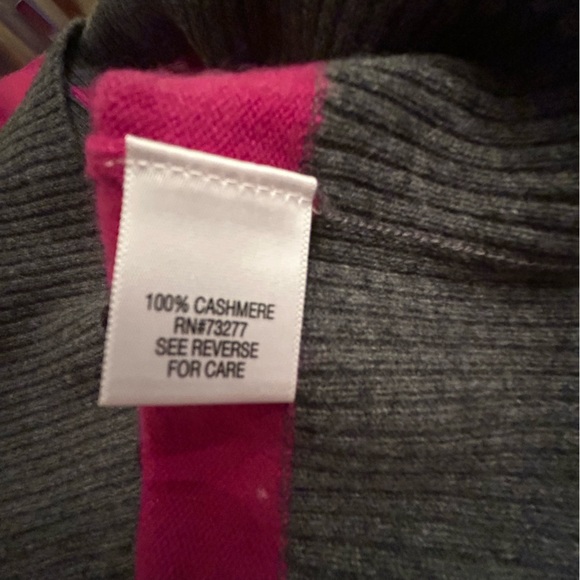 100% CASHMERE
RN#73277
SEE REVERSE
FOR CARE